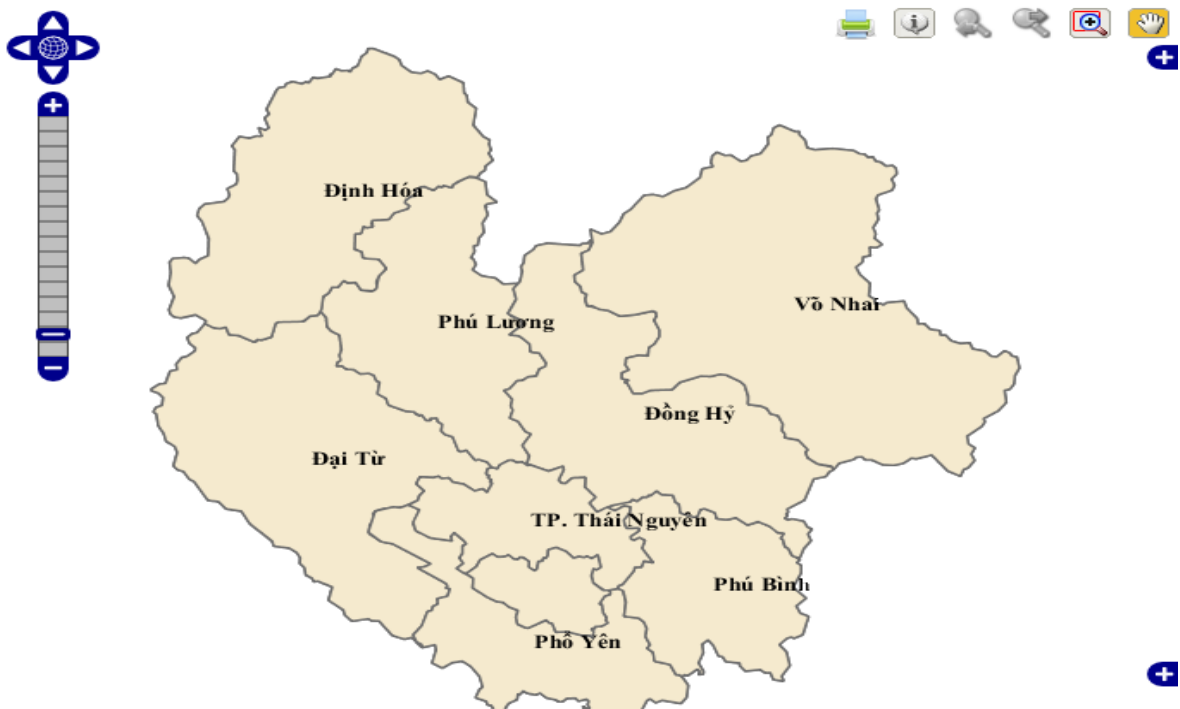 Định Hóa
Võ Nhai
Phú Lương
Đồng Hỷ
Đại Từ
TP. Thái Nguyên
Phú Bình
Phổ Yên